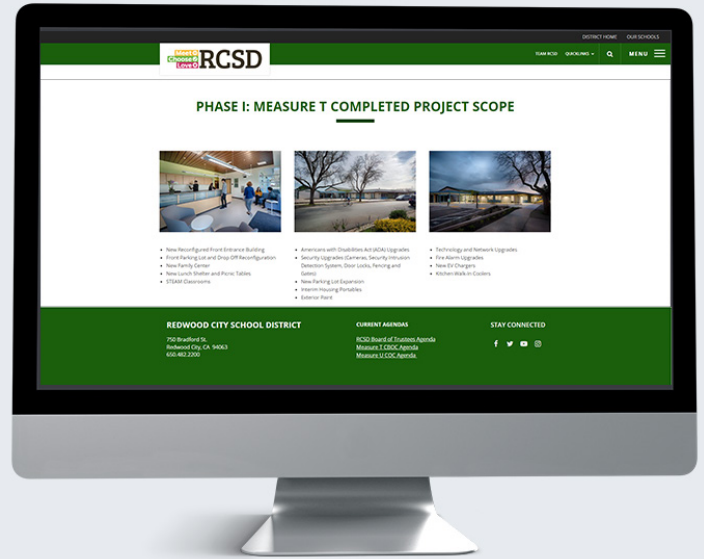 DISTRICT HOME OUR SCHOOLS
Meet
Choose
Love
RCSD
TEAM RCSD QUICKLINKS MENU
PHASE I: MEASURE T COMPLETED PROJECT SCOPE
• New Reconfigured Front Entrance Building
• Front Parking Lot and Drop Off Reconfiguration
• New Family Center
• New Lunch Shelter and Picnic Tables
• STEAM Classrooms
• Americans with Disabilites Act (ADA) Upgrades
• Security Upgrades (Cameras, Security Intrusion
Detection System, Door Locks, Fencing and
Gates)
• New Parking Lot Expansion
• Interim Housing Portables
• Exterior Paint
• Technology and Network Upgrades
• Fire Alarm Upgrades
• New EV Chargers
• Kitchen Walk-in Coolers
REDWOOD CITY SCHOOL DISTRICT
750 Bradford St.
Redwood City, CA 94063
650.482.2200
CURRENT AGENDAS
RCSD Board of Trustees Agenda
Measure T CBOC Agenda
Measure U COC Agenda
STAY CONNECTED